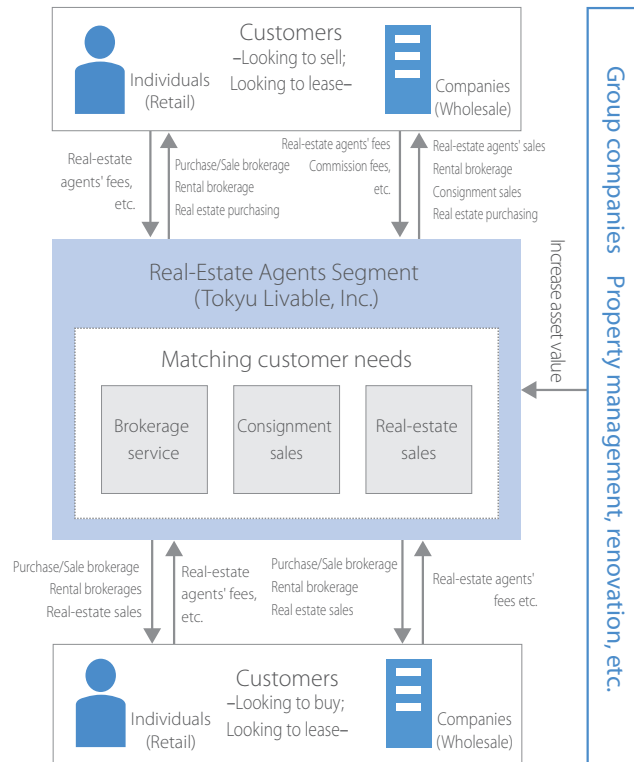 Customers
–Looking to sell;
Looking to lease–
Individuals
(Retail)
Companies
(Wholesale)
Real-estate
agents' fees,
etc.
Purchase/Sale brokerage
Rental brokerage
Real estate purchasing
Real-estate agents' fees
Commission fees,
etc.
Real-estate agents' sales
Rental brokerage
Consignment sales
Real estate purchasing
Real-Estate Agents Segment
(Tokyu Livable, Inc.)
Matching customer needs
Brokerage
service
Consignment
sales
Real-estate
sales
Increase asset value
Group companies Property management, renovation, etc.
Purchase/Sale brokerage
Rental brokerages
Real-estate sales
Real-estate
agents' fees,
etc.
Purchase/Sale brokerage
Rental brokerage
Real estate sales
Real-estate agents'
fees etc.
Customers
–Looking to buy;
Looking to lease–
Individuals
(Retail)
Companies
(Wholesale)